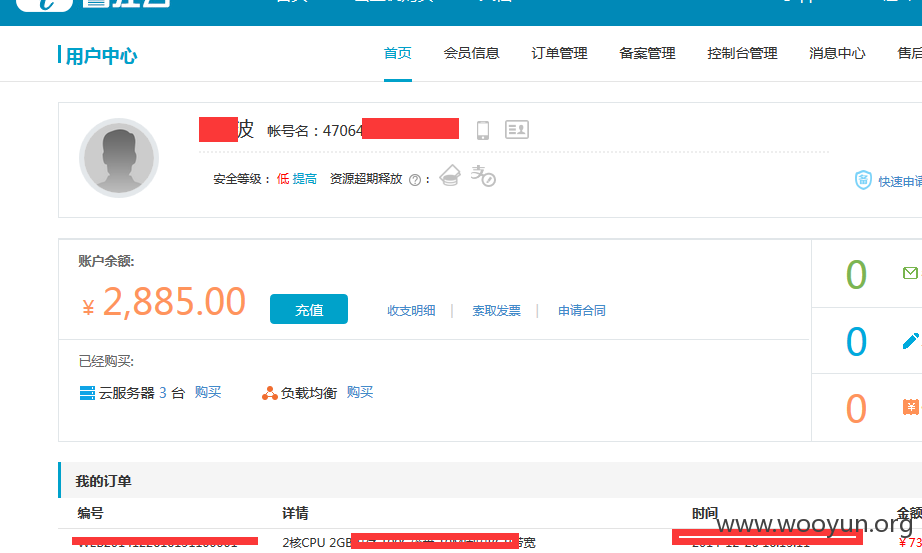 用户中心
首页 会员信息 订单管理 备案管理 控制台管理 消息中心 售后
波 帐号名：47064
安全等级： 低 提高 资源超期释放 ? :
快速申请
账户余额:
¥ 2,885.00 充值 收支明细 | 索取发票 | 申请合同
0
0
0
已经购买:
云服务器 3 台 购买 负载均衡 购买
我的订单
编号 详情 时间 金额
www.wooyun.org
2核CPU 2GB 带宽 ¥73